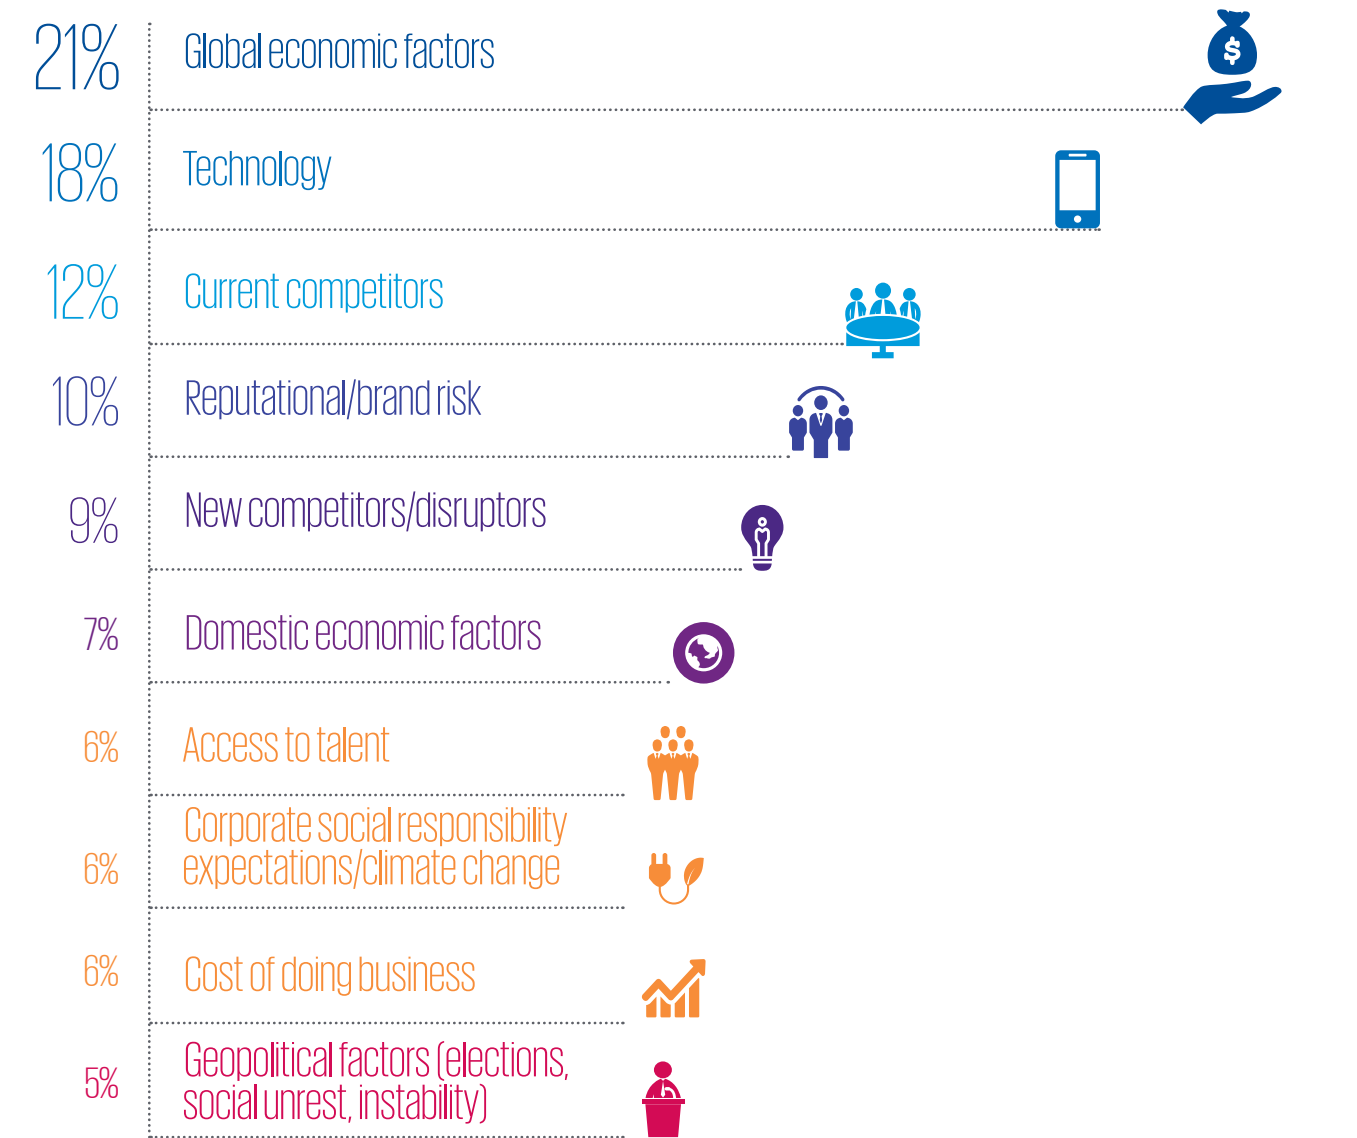 21%
Global economic factors
$
18%
Technology
12%
Current competitors
10%
Reputational/brand risk
9%
New competitors/disruptors
7%
Domestic economic factors
6%
Access to talent
6%
Corporate social responsibility
expectations/climate change
6%
Cost of doing business
5%
Geopolitical factors (elections,
social unrest, instability)